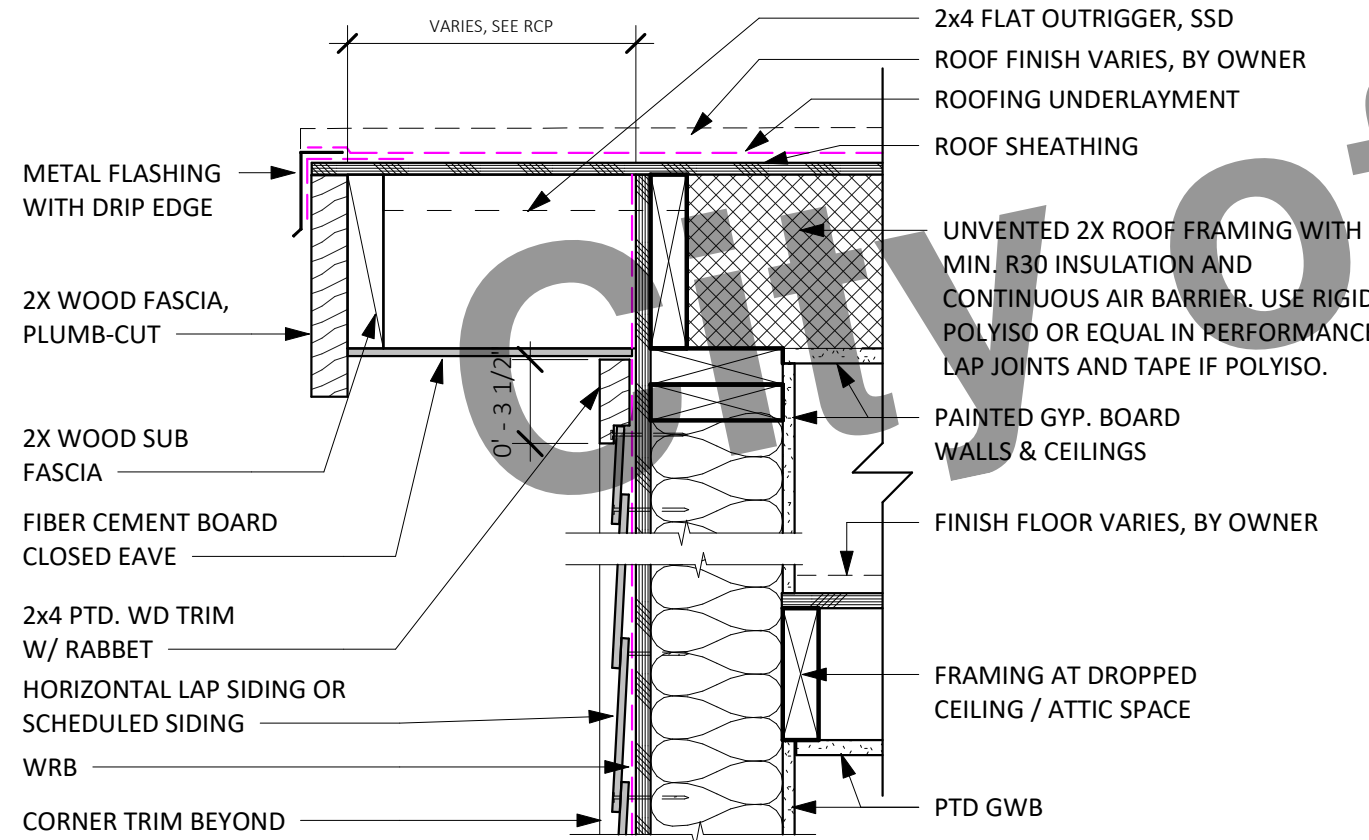 VARIES, SEE RCP
2x4 FLAT OUTRIGGER, SSD
ROOF FINISH VARIES, BY OWNER
ROOFING UNDERLAYMENT
ROOF SHEATHING
METAL FLASHING
WITH DRIP EDGE
UNVENTED 2X ROOF FRAMING WITH
MIN. R30 INSULATION AND
CONTINUOUS AIR BARRIER. USE RIGID
POLYISO OR EQUAL IN PERFORMANCE
LAP JOINTS AND TAPE IF POLYISO.
2X WOOD FASCIA,
PLUMB-CUT
0' - 3 1/2"
PAINTED GYP. BOARD
WALLS & CEILINGS
2X WOOD SUB
FASCIA
FIBER CEMENT BOARD
CLOSED EAVE
FINISH FLOOR VARIES, BY OWNER
2x4 PTD. WD TRIM
W/ RABBET
HORIZONTAL LAP SIDING OR
SCHEDULED SIDING
FRAMING AT DROPPED
CEILING / ATTIC SPACE
WRB
CORNER TRIM BEYOND
PTD GWB
City of